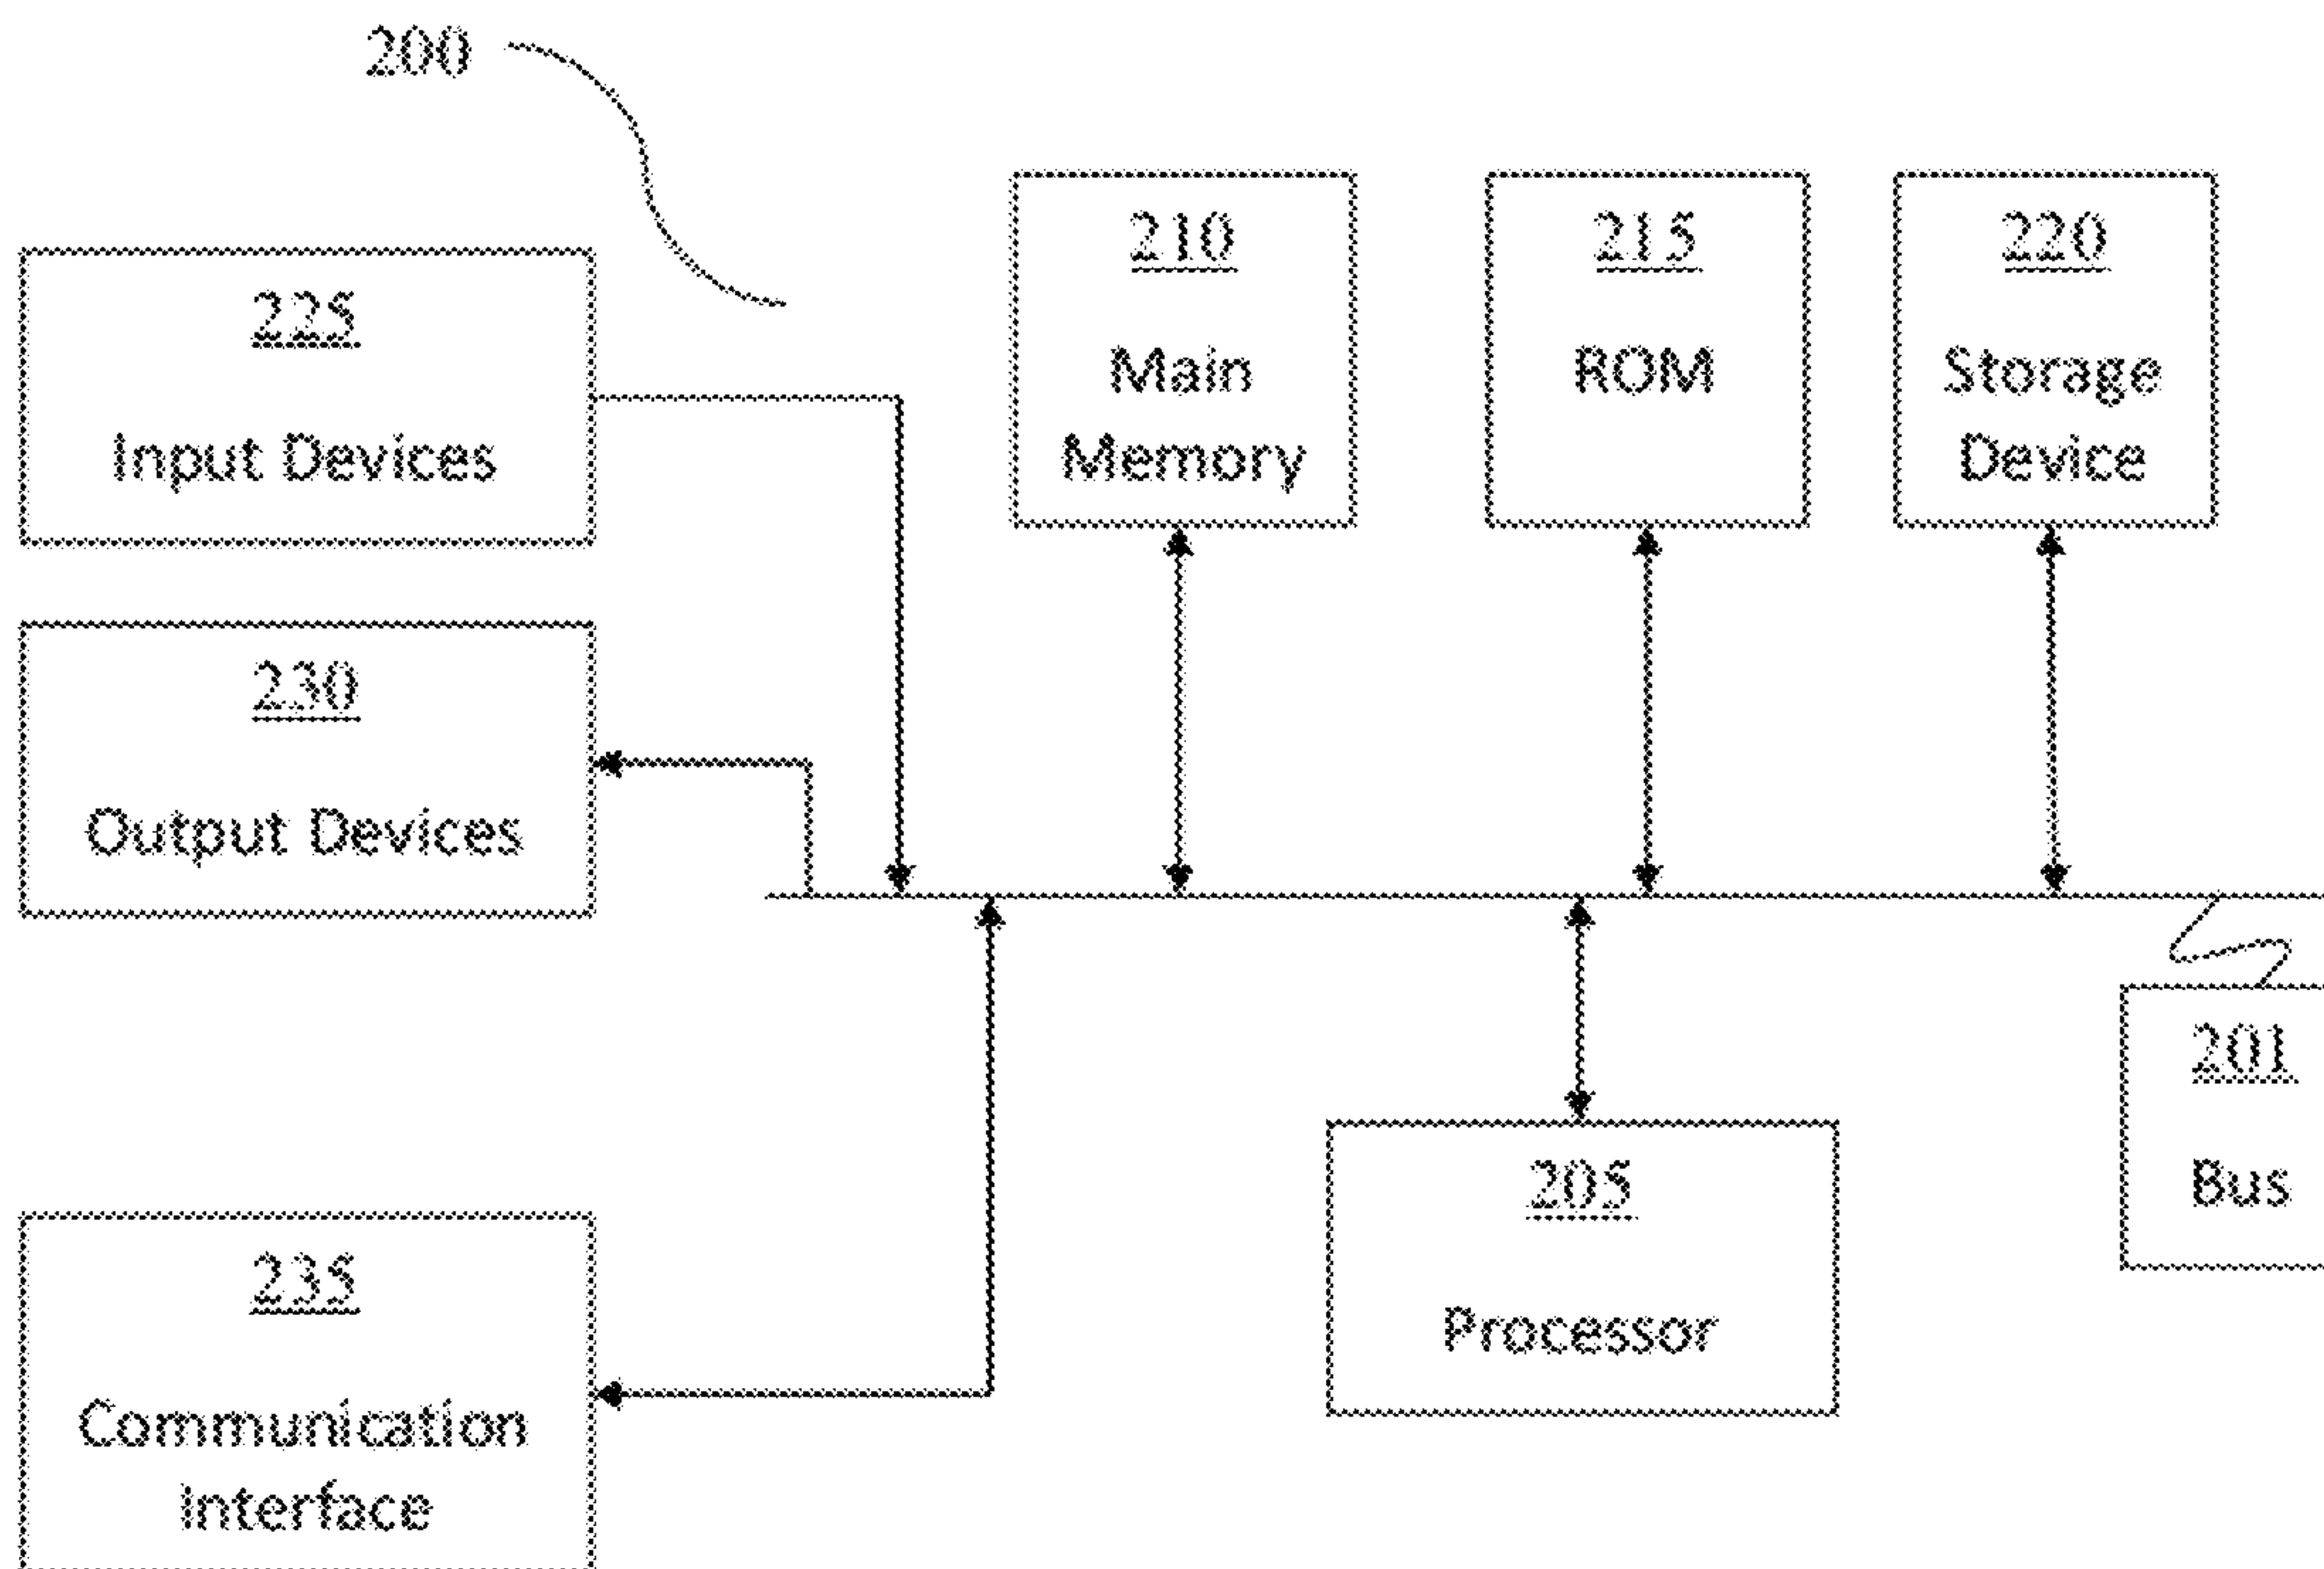 200
210
Main
Memory
215
ROM
220
Storage
Device
225
Input Devices
230
Output Devices
201
Bus
205
Processor
235
Communication
Interface